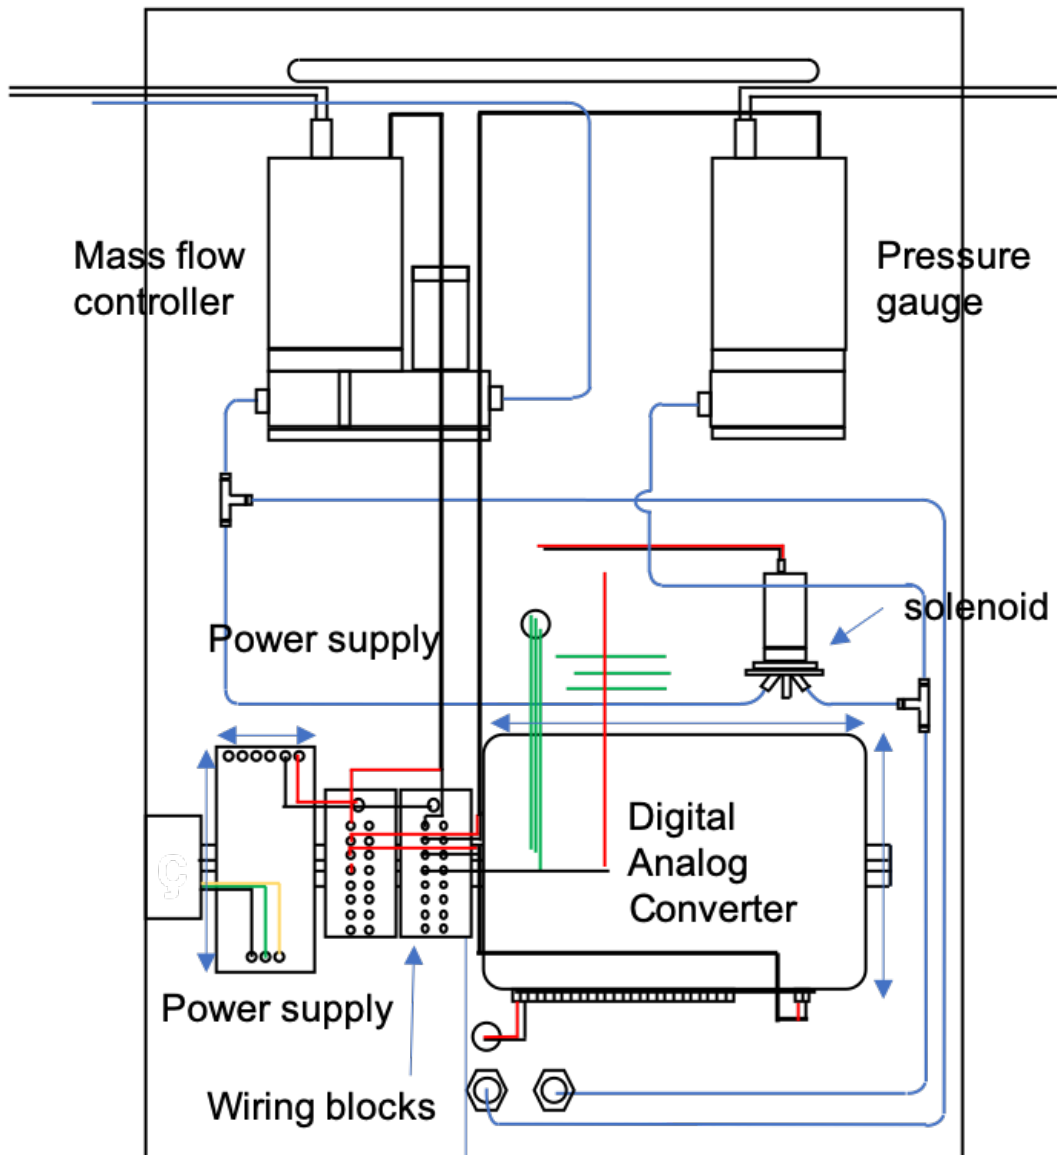 Mass flow
controller
Pressure
gauge
solenoid
Power supply
Digital
Analog
Converter
Ç
Power supply
Wiring blocks